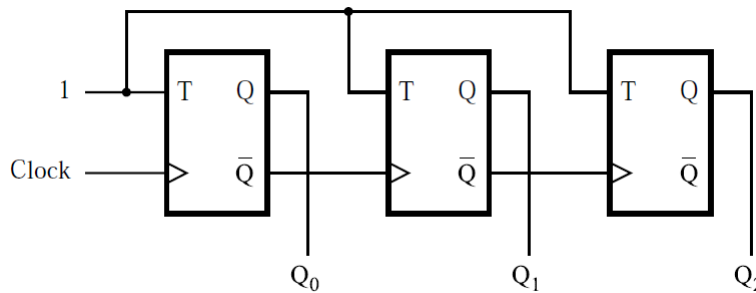 1 T Q T Q T Q
Clock Q̅ Q̅ Q̅
Q₀ Q₁